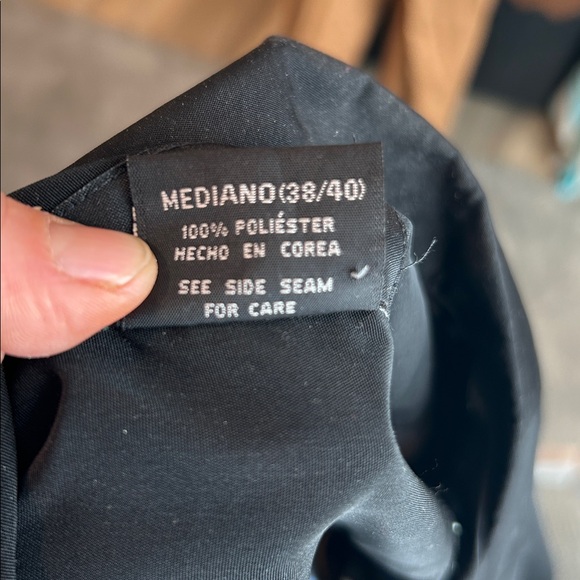 MEDIANO(38/40)
100% POLIÉSTER
HECHO EN COREA
SEE SIDE SEAM
FOR CARE